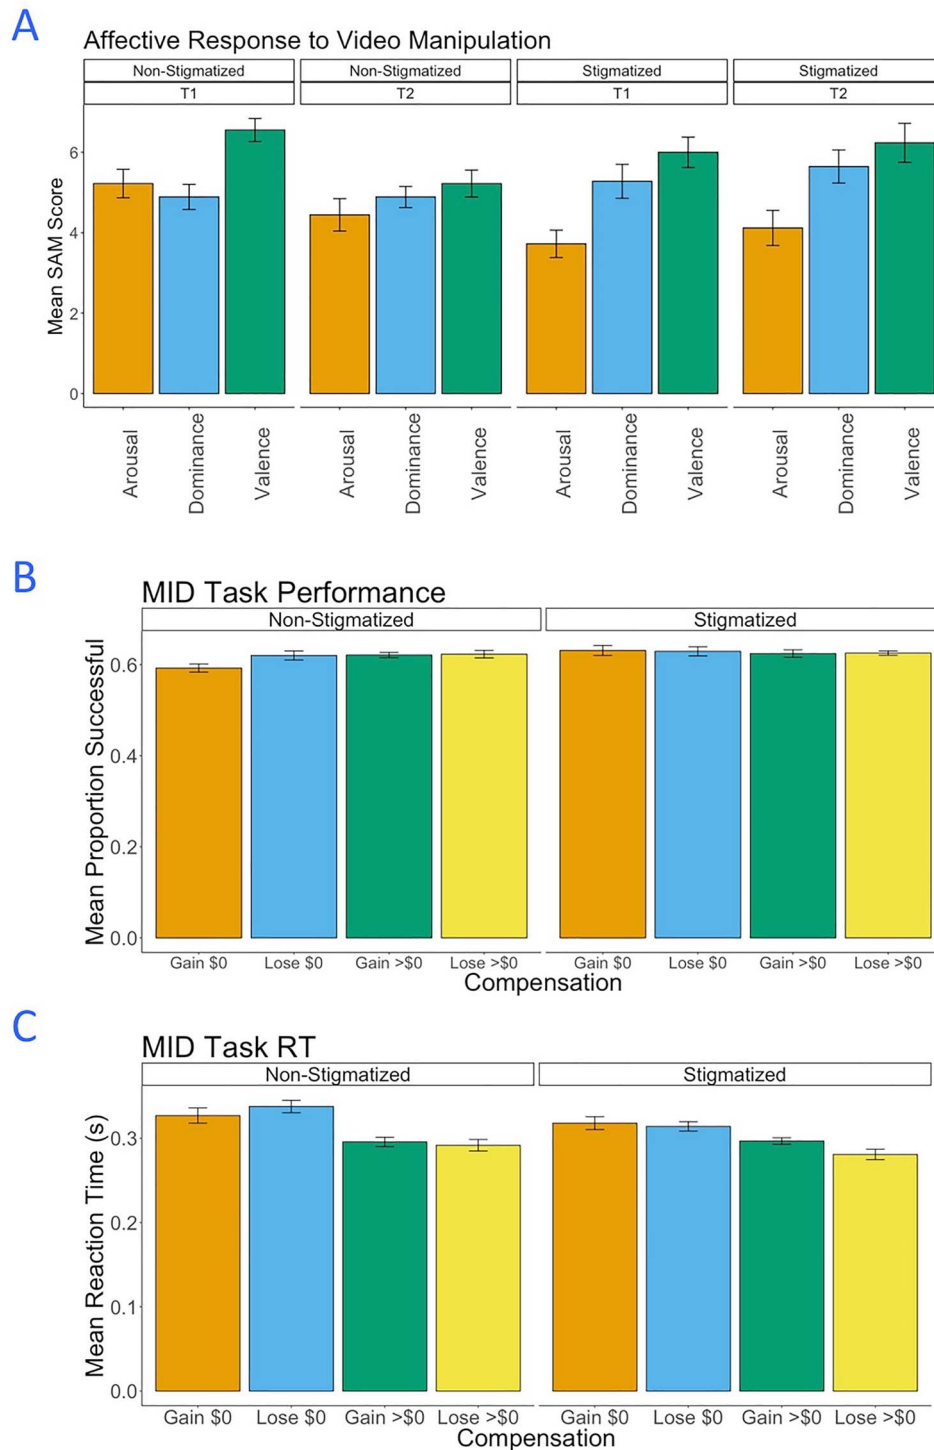 A
Affective Response to Video Manipulation
Non-Stigmatized Non-Stigmatized Stigmatized Stigmatized
T1 T2 T1 T2
Mean SAM Score
6
4
2
0
Arousal Dominance Valence Arousal Dominance Valence Arousal Dominance Valence Arousal Dominance Valence
B
MID Task Performance
Non-Stigmatized Stigmatized
Mean Proportion Successful
0.6
0.4
0.2
0.0
Gain $0 Lose $0 Gain >$0 Lose >$0 Gain $0 Lose $0 Gain >$0 Lose >$0
Compensation
C
MID Task RT
Non-Stigmatized Stigmatized
Mean Reaction Time (s)
0.3
0.2
0.1
0.0
Gain $0 Lose $0 Gain >$0 Lose >$0 Gain $0 Lose $0 Gain >$0 Lose >$0
Compensation